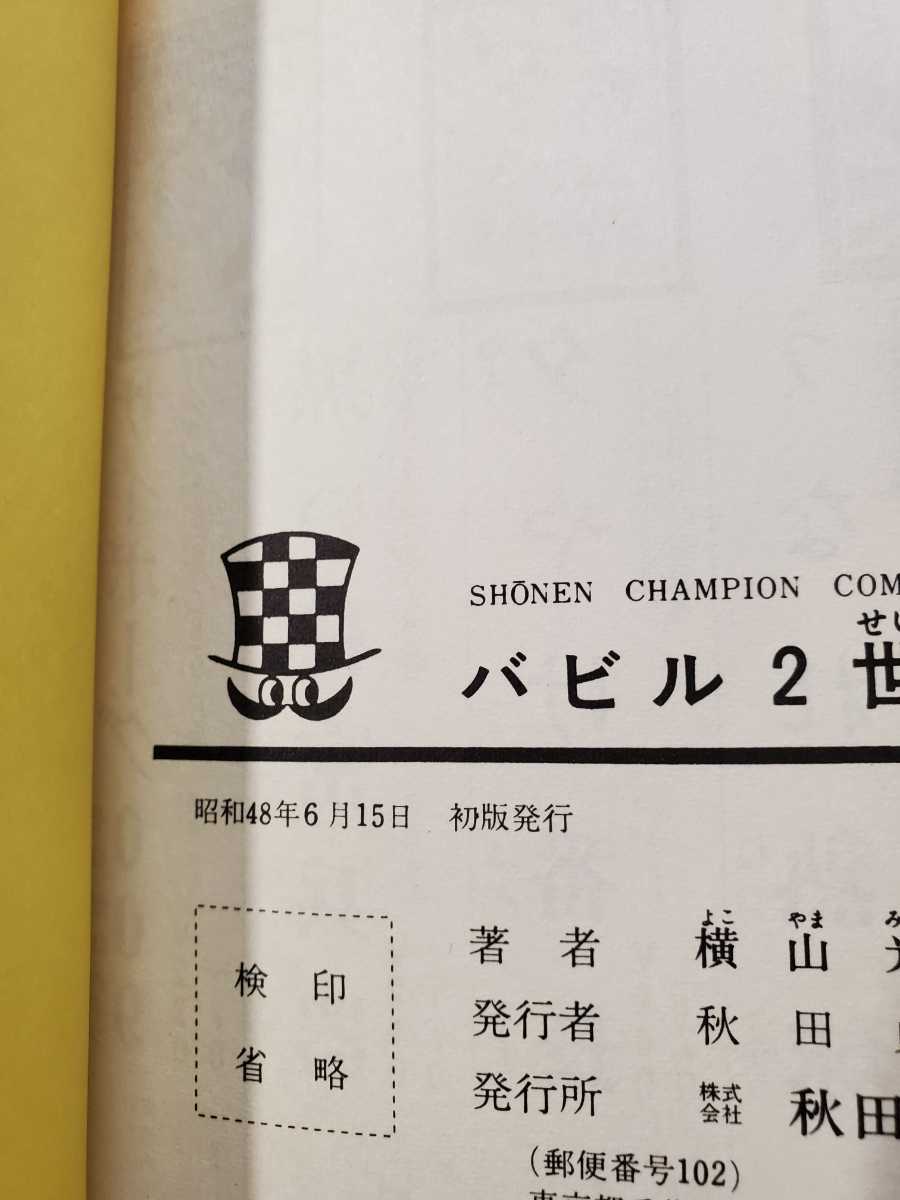 SHŌNEN CHAMPION COM
せい
バビル2世
昭和48年6月15日 初版発行
検印
省略
よこ やま み
著者 横山
発行者 秋田
発行所 株式会社 秋田
(郵便番号102)